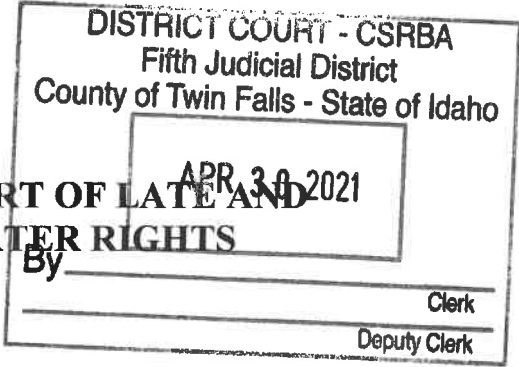 DISTRICT COURT - CSRBA
Fifth Judicial District
County of Twin Falls - State of Idaho
APR 30 2021
RT OF LATE AND
TER RIGHTS
By
Clerk
Deputy Clerk